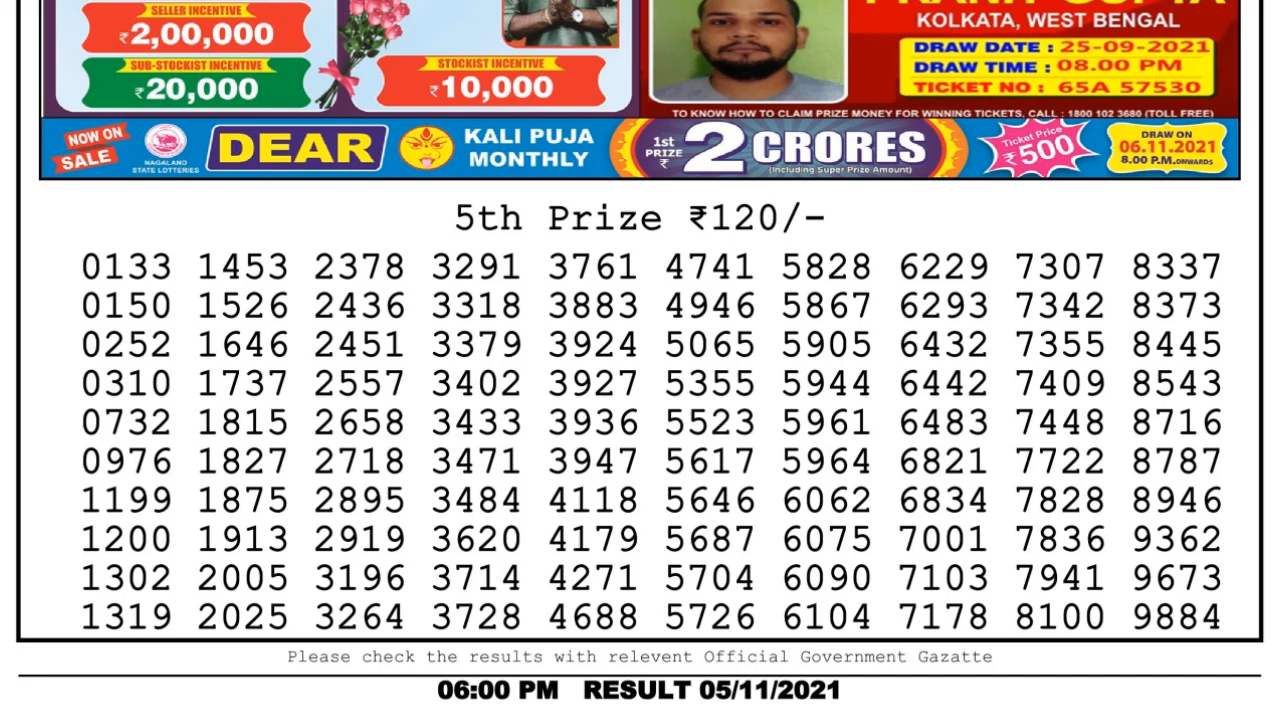 SELLER INCENTIVE
₹2,00,000
SUB-STOCKIST INCENTIVE
₹20,000
STOCKIST INCENTIVE
₹10,000
KOLKATA, WEST BENGAL
DRAW DATE : 25-09-2021
DRAW TIME : 08.00 PM
TICKET NO : 65A 57530
TO KNOW HOW TO CLAIM PRIZE MONEY FOR WINNING TICKETS, CALL : 1800 102 3680 (TOLL FREE)
NOW ON SALE
NAGALAND STATE LOTTERIES
DEAR
KALI PUJA MONTHLY
1st PRIZE ₹ 2 CRORES
(Including Super Prize Amount)
Ticket Price ₹500
DRAW ON
06.11.2021
8.00 P.M. ONWARDS
5th Prize ₹120/-
0133 1453 2378 3291 3761 4741 5828 6229 7307 8337
0150 1526 2436 3318 3883 4946 5867 6293 7342 8373
0252 1646 2451 3379 3924 5065 5905 6432 7355 8445
0310 1737 2557 3402 3927 5355 5944 6442 7409 8543
0732 1815 2658 3433 3936 5523 5961 6483 7448 8716
0976 1827 2718 3471 3947 5617 5964 6821 7722 8787
1199 1875 2895 3484 4118 5646 6062 6834 7828 8946
1200 1913 2919 3620 4179 5687 6075 7001 7836 9362
1302 2005 3196 3714 4271 5704 6090 7103 7941 9673
1319 2025 3264 3728 4688 5726 6104 7178 8100 9884
Please check the results with relevent Official Government Gazatte
06:00 PM RESULT 05/11/2021